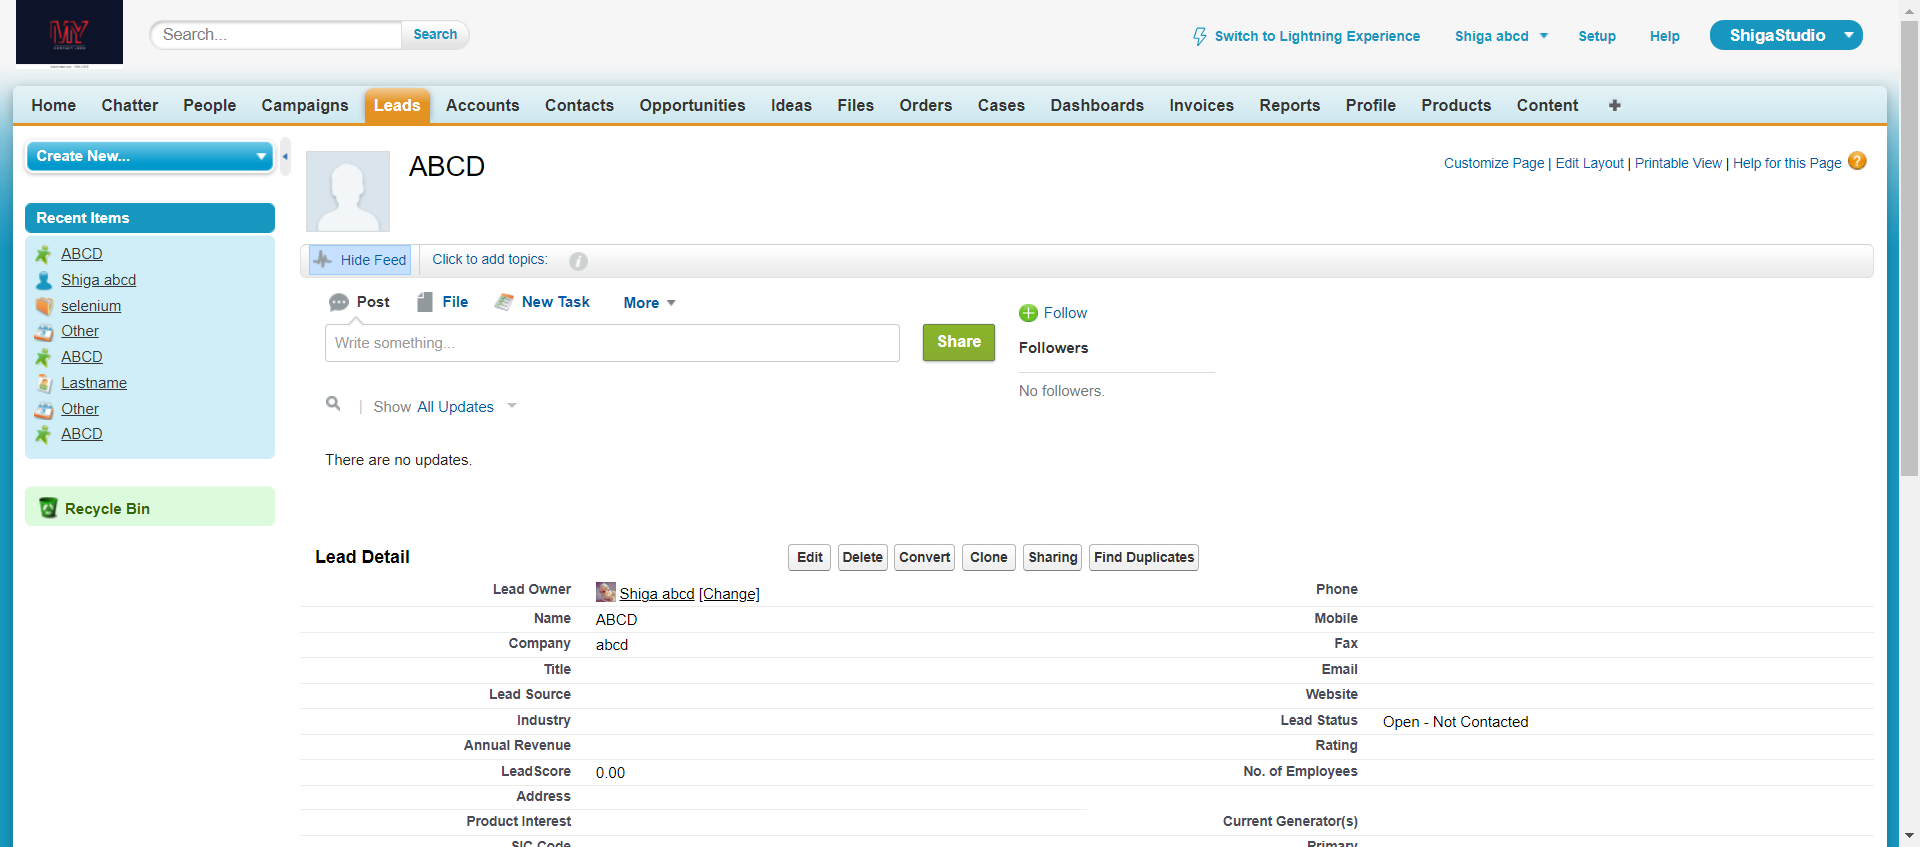 MY
Search...
Search
Switch to Lightning Experience
Shiga abcd
Setup
Help
ShigaStudio
Home
Chatter
People
Campaigns
Leads
Accounts
Contacts
Opportunities
Ideas
Files
Orders
Cases
Dashboards
Invoices
Reports
Profile
Products
Content
Create New...
Recent Items
ABCD
Shiga abcd
selenium
Other
ABCD
Lastname
Other
ABCD
Recycle Bin
ABCD
Customize Page | Edit Layout | Printable View | Help for this Page
Hide Feed
Click to add topics:
Post
File
New Task
More
Write something...
Share
Show All Updates
There are no updates.
Follow
Followers
No followers.
Lead Detail
Edit
Delete
Convert
Clone
Sharing
Find Duplicates
Lead Owner Shiga abcd [Change]
Phone
Name ABCD
Mobile
Company abcd
Fax
Title
Email
Lead Source
Website
Industry
Lead Status Open - Not Contacted
Annual Revenue
Rating
LeadScore 0.00
No. of Employees
Address
Product Interest
Current Generator(s)
SIC Code
Primary